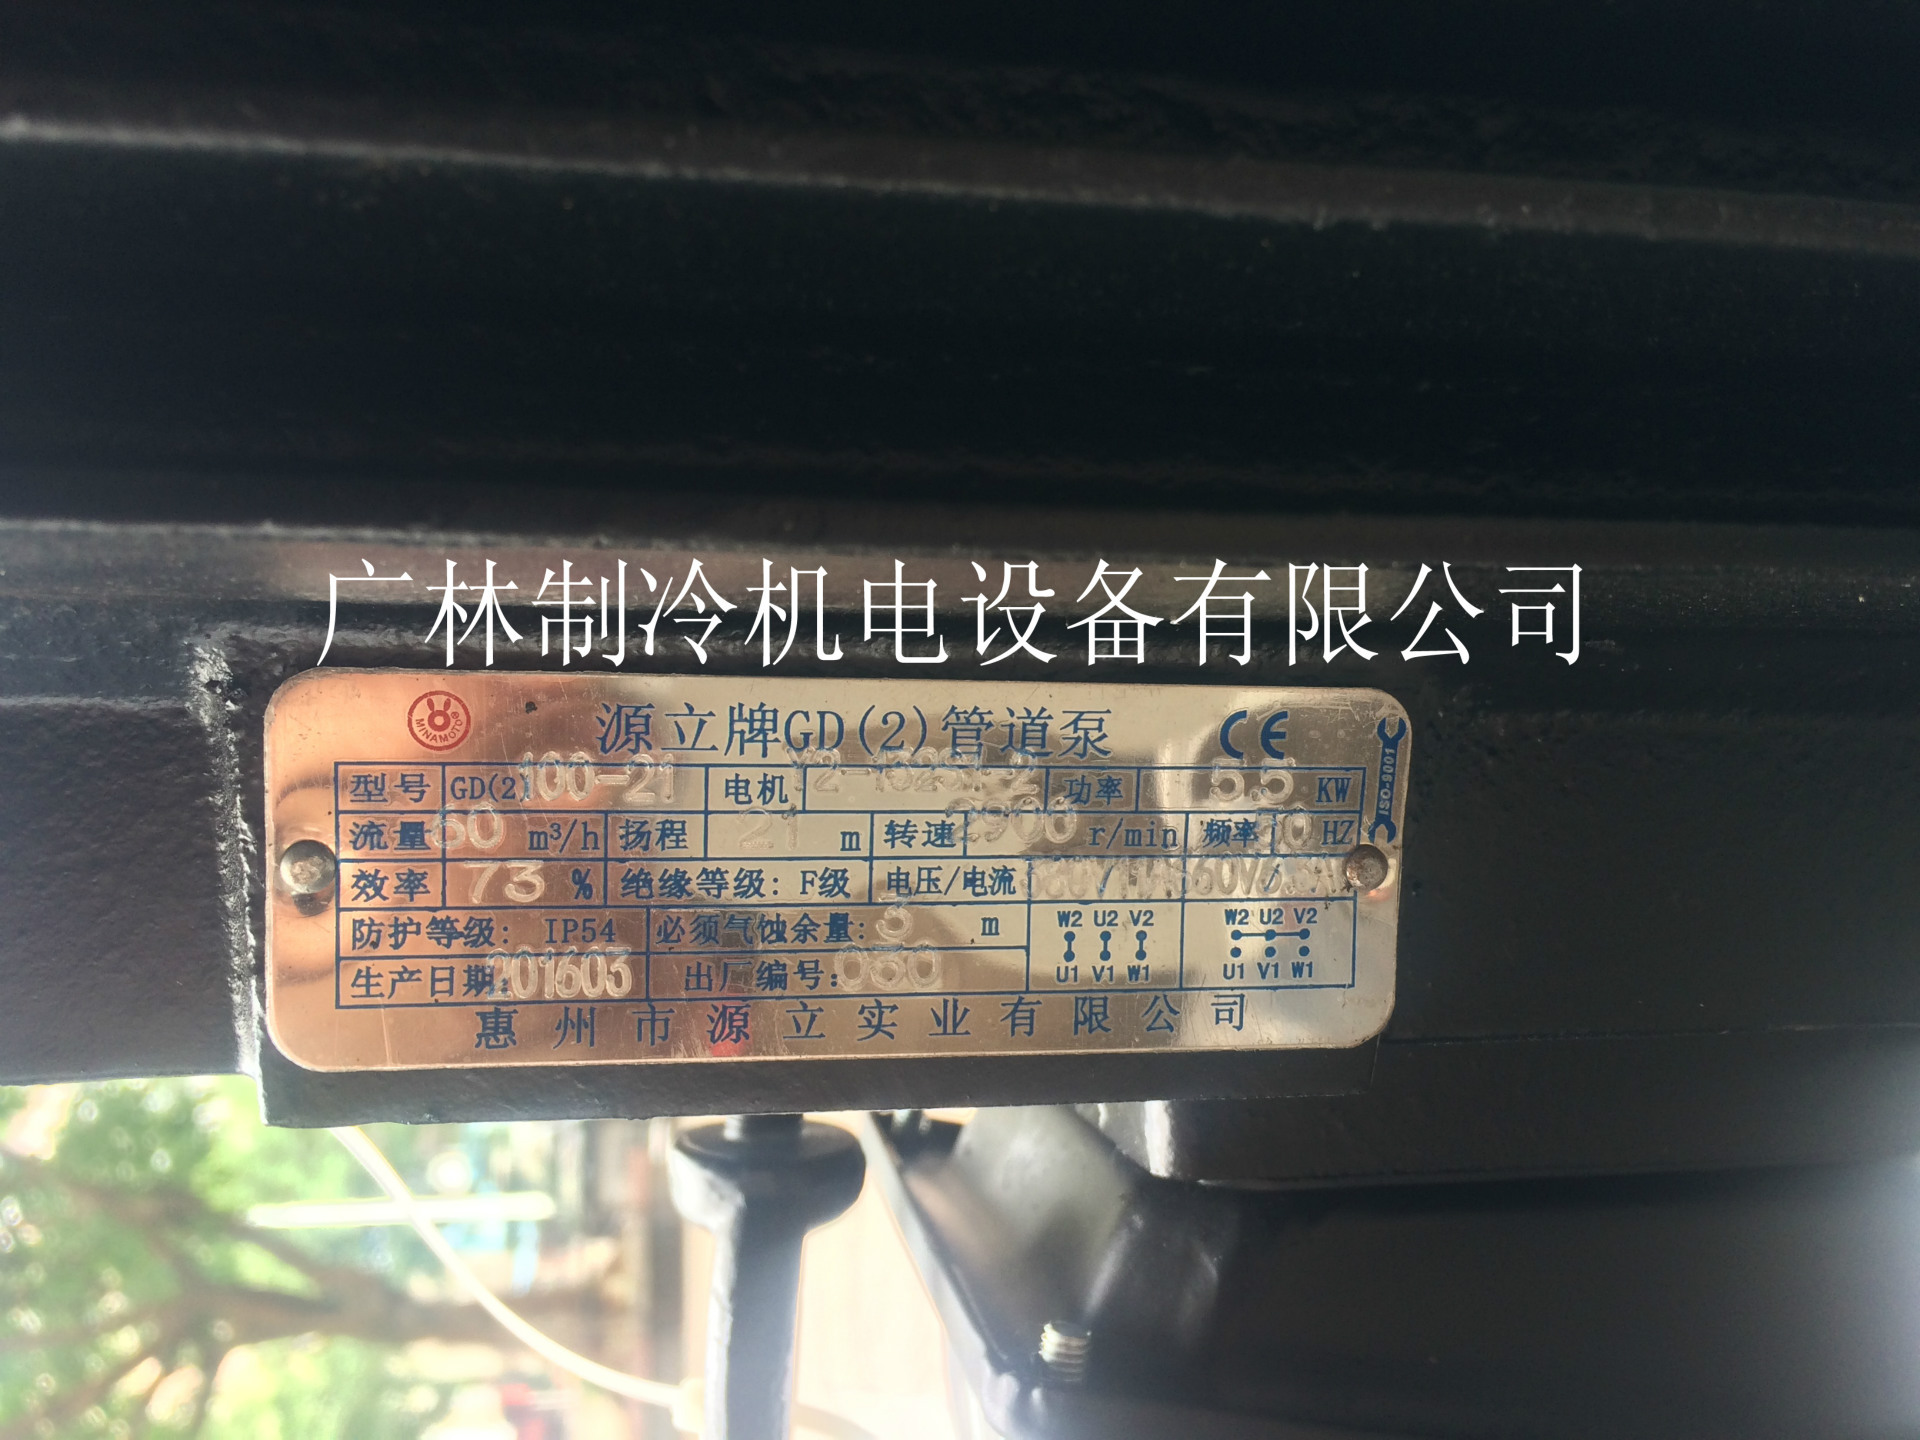 广林制冷机电设备有限公司
MINAMOTO® 源立牌GD(2)管道泵 CE
型号 GD(2)100-21 电机 功率 5.5 KW
流量 60 m³/h 扬程 21 m 转速 2906 r/min 频率 HZ
ISO-9001
效率 73 % 绝缘等级: F级 电压/电流
防护等级: IP54 必须气蚀余量: 3 m
生产日期: 201603 出厂编号:
W2 U2 V2 W2 U2 V2
U1 V1 W1 U1 V1 W1
惠州市源立实业有限公司